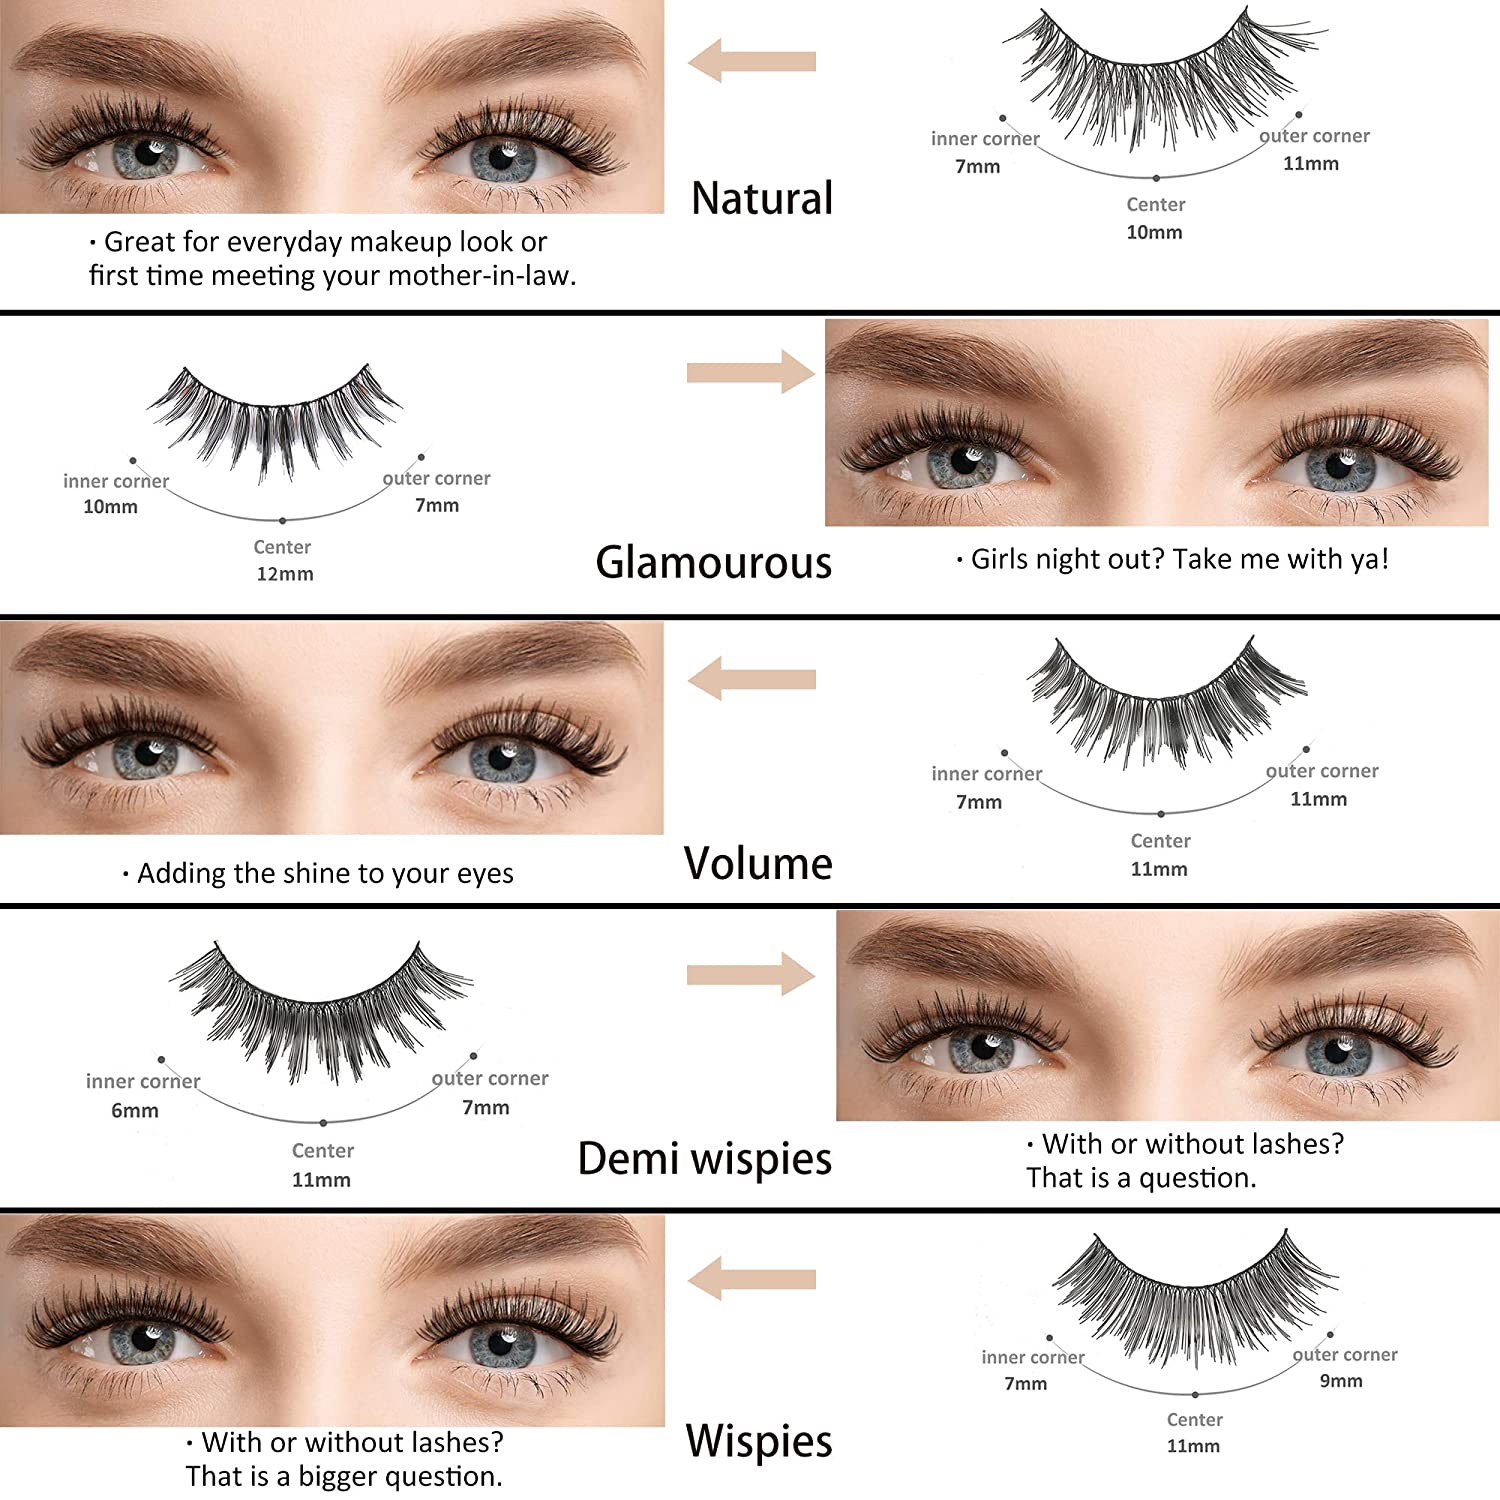 inner corner
7mm
outer corner
11mm
Center
10mm
Natural
· Great for everyday makeup look or
first time meeting your mother-in-law.
inner corner
10mm
outer corner
7mm
Center
12mm
Glamourous
· Girls night out? Take me with ya!
inner corner
7mm
outer corner
11mm
Center
11mm
Volume
· Adding the shine to your eyes
inner corner
6mm
outer corner
7mm
Center
11mm
Demi wispies
· With or without lashes?
That is a question.
inner corner
7mm
outer corner
9mm
Center
11mm
Wispies
· With or without lashes?
That is a bigger question.